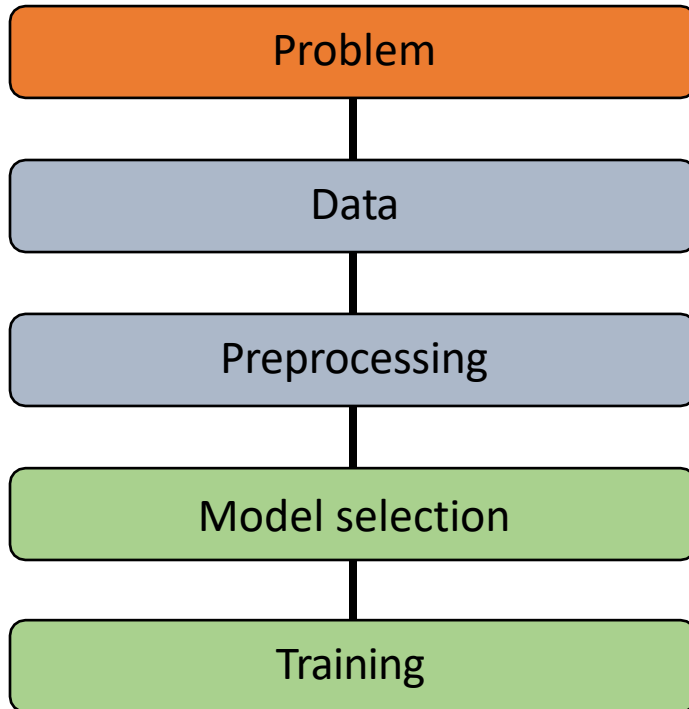 Problem
Data
Preprocessing
Model selection
Training